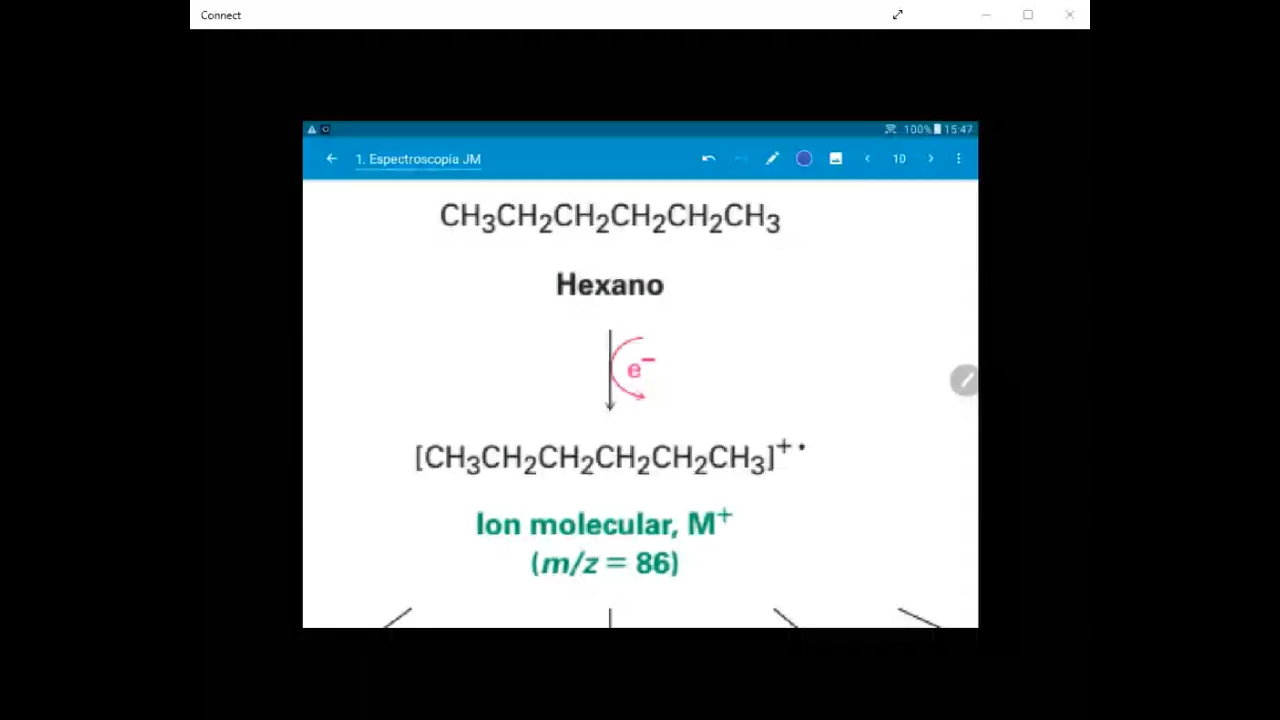 Connect
100% 15:47
1. Espectroscopía JM
10
CH₃CH₂CH₂CH₂CH₂CH₃
Hexano
e⁻
[CH₃CH₂CH₂CH₂CH₂CH₃]⁺·
Ion molecular, M⁺
(m/z = 86)